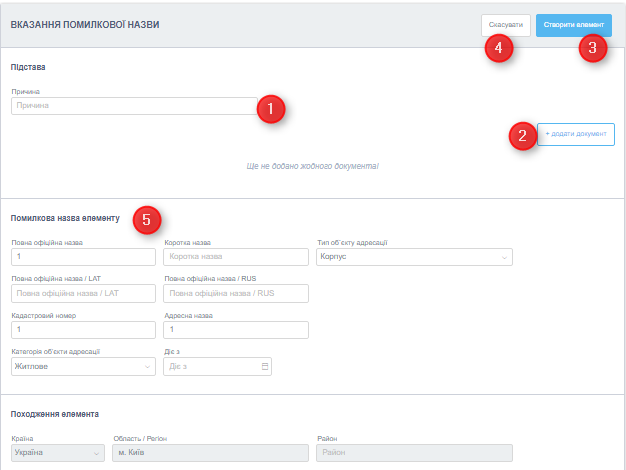 ВКАЗАННЯ ПОМИЛКОВОЇ НАЗВИ
Скасувати
Створити елемент
4
3
Підстава
Причина
Причина
1
2
+ додати документ
Ще не додано жодного документа!
Помилкова назва елементу
5
Повна офіційна назва
Коротка назва
Тип об'єкту адресації
1
Коротка назва
Корпус
Повна офіційна назва / LAT
Повна офіційна назва / RUS
Повна офіційна назва / LAT
Повна офіційна назва / RUS
Кадастровий номер
Адресна назва
1
1
Категорія об'єкти адресації
Діє з
Житлове
Діє з
Походження елемента
Країна
Область / Регіон
Район
Україна
м. Київ
Район